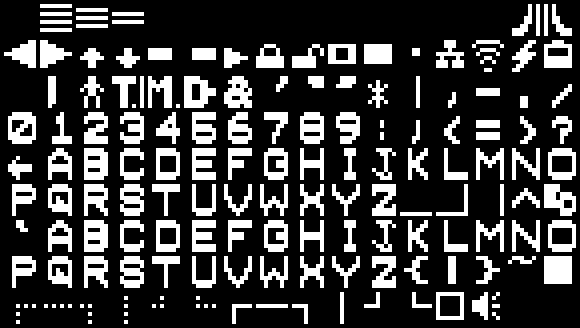 T.M.D&
0123456789:;<=>?
←ABCDEFGHIJKLMNO
PQRSTUVWXYZ
`ABCDEFGHIJKLMNO
PQRSTUVWXYZ{|}~